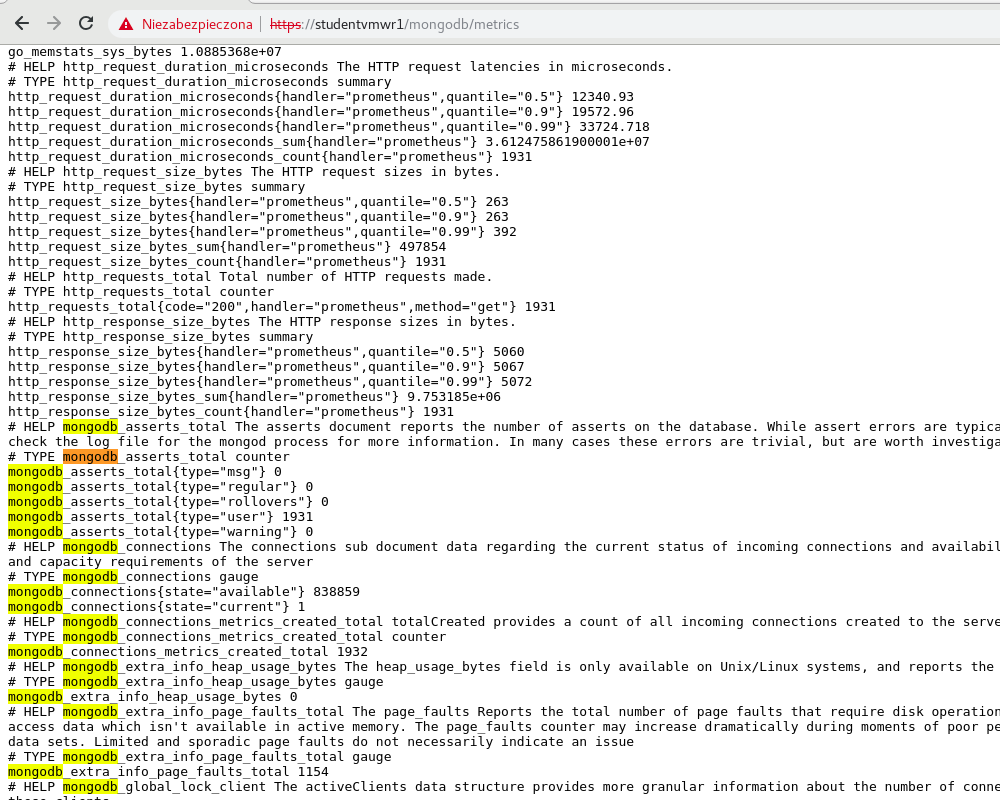 Niezabezpieczona https://studentvmwr1/mongodb/metrics
go_memstats_sys_bytes 1.0885368e+07
# HELP http_request_duration_microseconds The HTTP request latencies in microseconds.
# TYPE http_request_duration_microseconds summary
http_request_duration_microseconds{handler="prometheus",quantile="0.5"} 12340.93
http_request_duration_microseconds{handler="prometheus",quantile="0.9"} 19572.96
http_request_duration_microseconds{handler="prometheus",quantile="0.99"} 33724.718
http_request_duration_microseconds_sum{handler="prometheus"} 3.612475861900001e+07
http_request_duration_microseconds_count{handler="prometheus"} 1931
# HELP http_request_size_bytes The HTTP request sizes in bytes.
# TYPE http_request_size_bytes summary
http_request_size_bytes{handler="prometheus",quantile="0.5"} 263
http_request_size_bytes{handler="prometheus",quantile="0.9"} 263
http_request_size_bytes{handler="prometheus",quantile="0.99"} 392
http_request_size_bytes_sum{handler="prometheus"} 497854
http_request_size_bytes_count{handler="prometheus"} 1931
# HELP http_requests_total Total number of HTTP requests made.
# TYPE http_requests_total counter
http_requests_total{code="200",handler="prometheus",method="get"} 1931
# HELP http_response_size_bytes The HTTP response sizes in bytes.
# TYPE http_response_size_bytes summary
http_response_size_bytes{handler="prometheus",quantile="0.5"} 5060
http_response_size_bytes{handler="prometheus",quantile="0.9"} 5067
http_response_size_bytes{handler="prometheus",quantile="0.99"} 5072
http_response_size_bytes_sum{handler="prometheus"} 9.753185e+06
http_response_size_bytes_count{handler="prometheus"} 1931
# HELP mongodb_asserts_total The asserts document reports the number of asserts on the database. While assert errors are typica
check the log file for the mongod process for more information. In many cases these errors are trivial, but are worth investiga
# TYPE mongodb_asserts_total counter
mongodb_asserts_total{type="msg"} 0
mongodb_asserts_total{type="regular"} 0
mongodb_asserts_total{type="rollovers"} 0
mongodb_asserts_total{type="user"} 1931
mongodb_asserts_total{type="warning"} 0
# HELP mongodb_connections The connections sub document data regarding the current status of incoming connections and availabil
and capacity requirements of the server
# TYPE mongodb_connections gauge
mongodb_connections{state="available"} 838859
mongodb_connections{state="current"} 1
# HELP mongodb_connections_metrics_created_total totalCreated provides a count of all incoming connections created to the serve
# TYPE mongodb_connections_metrics_created_total counter
mongodb_connections_metrics_created_total 1932
# HELP mongodb_extra_info_heap_usage_bytes The heap_usage_bytes field is only available on Unix/Linux systems, and reports the
# TYPE mongodb_extra_info_heap_usage_bytes gauge
mongodb_extra_info_heap_usage_bytes 0
# HELP mongodb_extra_info_page_faults_total The page_faults Reports the total number of page faults that require disk operation
access data which isn't available in active memory. The page_faults counter may increase dramatically during moments of poor pe
data sets. Limited and sporadic page faults do not necessarily indicate an issue
# TYPE mongodb_extra_info_page_faults_total gauge
mongodb_extra_info_page_faults_total 1154
# HELP mongodb_global_lock_client The activeClients data structure provides more granular information about the number of conne